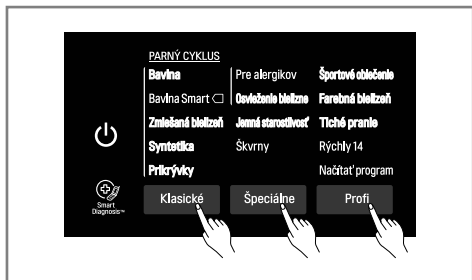 PARNÝ CYKLUS
Bavlna
Bavlna Smart
Zmiešaná bielizeň
Syntetika
Prikrývky
Pre alergikov
Osvieženie bielizne
Jemná starostlivosť
Škvrny
Športové oblečenie
Farebná bielizeň
Tiché pranie
Rýchly 14
Načítať program
Smart
Diagnosis™
Klasické
Špeciálne
Profi